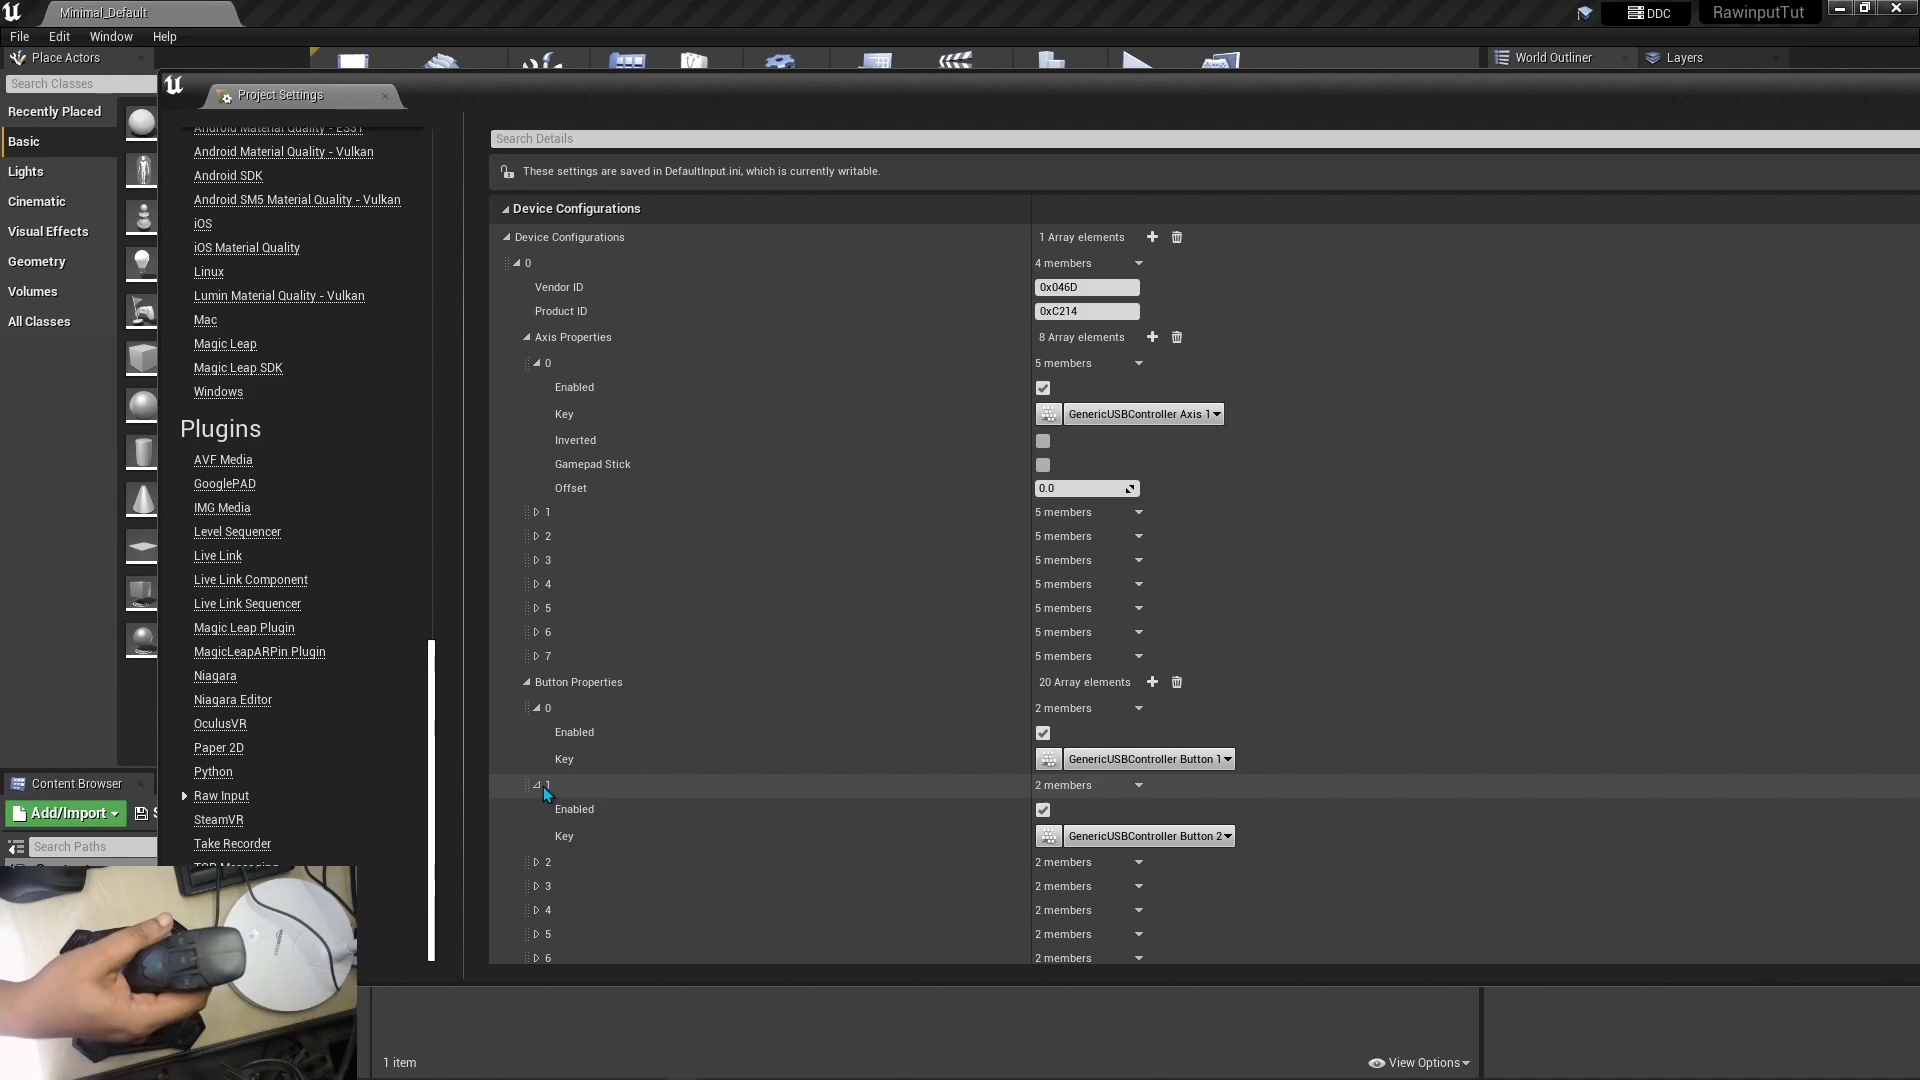 Minimal_Default
DDC
RawinputTut
File Edit Window Help
Place Actors
World Outliner
Layers
Search Classes
Project Settings
Recently Placed
Basic
Lights
Cinematic
Visual Effects
Geometry
Volumes
All Classes
Android Material Quality - ES31
Android Material Quality - Vulkan
Android SDK
Android SM5 Material Quality - Vulkan
iOS
iOS Material Quality
Linux
Lumin Material Quality - Vulkan
Mac
Magic Leap
Magic Leap SDK
Windows
Plugins
AVF Media
GooglePAD
IMG Media
Level Sequencer
Live Link
Live Link Component
Live Link Sequencer
Magic Leap Plugin
MagicLeapARPin Plugin
Niagara
Niagara Editor
OculusVR
Paper 2D
Python
Raw Input
SteamVR
Take Recorder
Search Details
These settings are saved in DefaultInput.ini, which is currently writable.
Device Configurations
Device Configurations 1 Array elements
0 4 members
Vendor ID 0x046D
Product ID 0xC214
Axis Properties 8 Array elements
0 5 members
Enabled
Key GenericUSBController Axis 1
Inverted
Gamepad Stick
Offset 0.0
1 5 members
2 5 members
3 5 members
4 5 members
5 5 members
6 5 members
7 5 members
Button Properties 20 Array elements
0 2 members
Enabled
Key GenericUSBController Button 1
1 2 members
Enabled
Key GenericUSBController Button 2
2 2 members
3 2 members
4 2 members
5 2 members
6 2 members
Content Browser
Add/Import
S
Search Paths
1 item
View Options